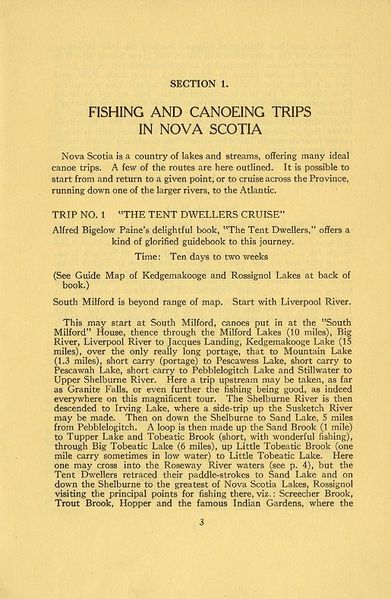 SECTION 1.
FISHING AND CANOEING TRIPS
IN NOVA SCOTIA
Nova Scotia is a country of lakes and streams, offering many ideal
canoe trips. A few of the routes are here outlined. It is possible to
start from and return to a given point; or to cruise across the Province,
running down one of the larger rivers, to the Atlantic.
TRIP NO. 1 "THE TENT DWELLERS CRUISE"
Alfred Bigelow Paine's delightful book, "The Tent Dwellers," offers a
kind of glorified guidebook to this journey.
Time: Ten days to two weeks
(See Guide Map of Kedgemakooge and Rossignol Lakes at back of
book.)
South Milford is beyond range of map. Start with Liverpool River.
This may start at South Milford, canoes put in at the "South
Milford" House, thence through the Milford Lakes (10 miles), Big
River, Liverpool River to Jacques Landing, Kedgemakooge Lake (15
miles), over the only really long portage, that to Mountain Lake
(1.3 miles), short carry (portage) to Pescawess Lake, short carry to
Pescawah Lake, short carry to Pebblelogitch Lake and Stillwater to
Upper Shelburne River. Here a trip upstream may be taken, as far
as Granite Falls, or even further the fishing being good, as indeed
everywhere on this magnificent tour. The Shelburne River is then
descended to Irving Lake, where a side-trip up the Susketch River
may be made. Then on down the Shelburne to Sand Lake, 5 miles
from Pebblelogitch. A loop is then made up the Sand Brook (1 mile)
to Tupper Lake and Tobeatic Brook (short, with wonderful fishing),
through Big Tobeatic Lake (6 miles), up Little Tobeatic Brook (one
mile carry sometimes in low water) to Little Tobeatic Lake. Here
one may cross into the Roseway River waters (see p. 4), but the
Tent Dwellers retraced their paddle-strokes to Sand Lake and on
down the Shelburne to the greatest of Nova Scotia Lakes, Rossignol
visiting the principal points for fishing there, viz.: Screecher Brook,
Trout Brook, Hopper and the famous Indian Gardens, where the
3